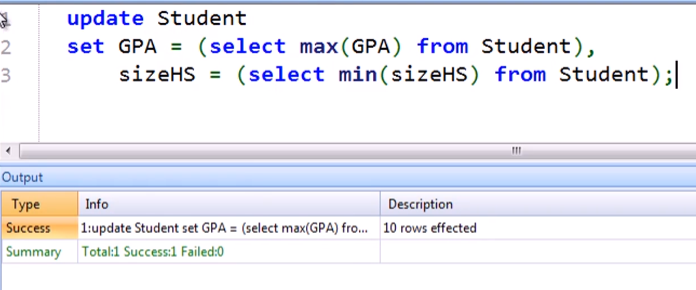 1 update Student
2 set GPA = (select max(GPA) from Student),
3 sizeHS = (select min(sizeHS) from Student);
Output
Type Info Description
Success 1:update Student set GPA = (select max(GPA) fro... 10 rows effected
Summary Total:1 Success:1 Failed:0